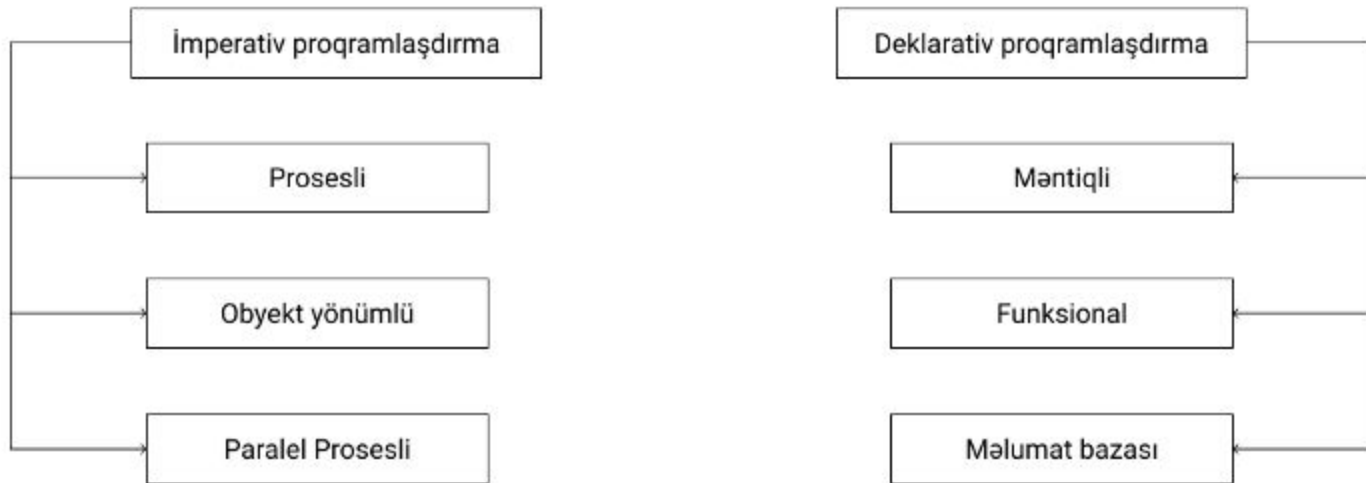 İmperativ proqramlaşdırma
Deklarativ proqramlaşdırma
Prosesli
Məntiqli
Obyekt yönümlü
Funksional
Paralel Prosesli
Məlumat bazası